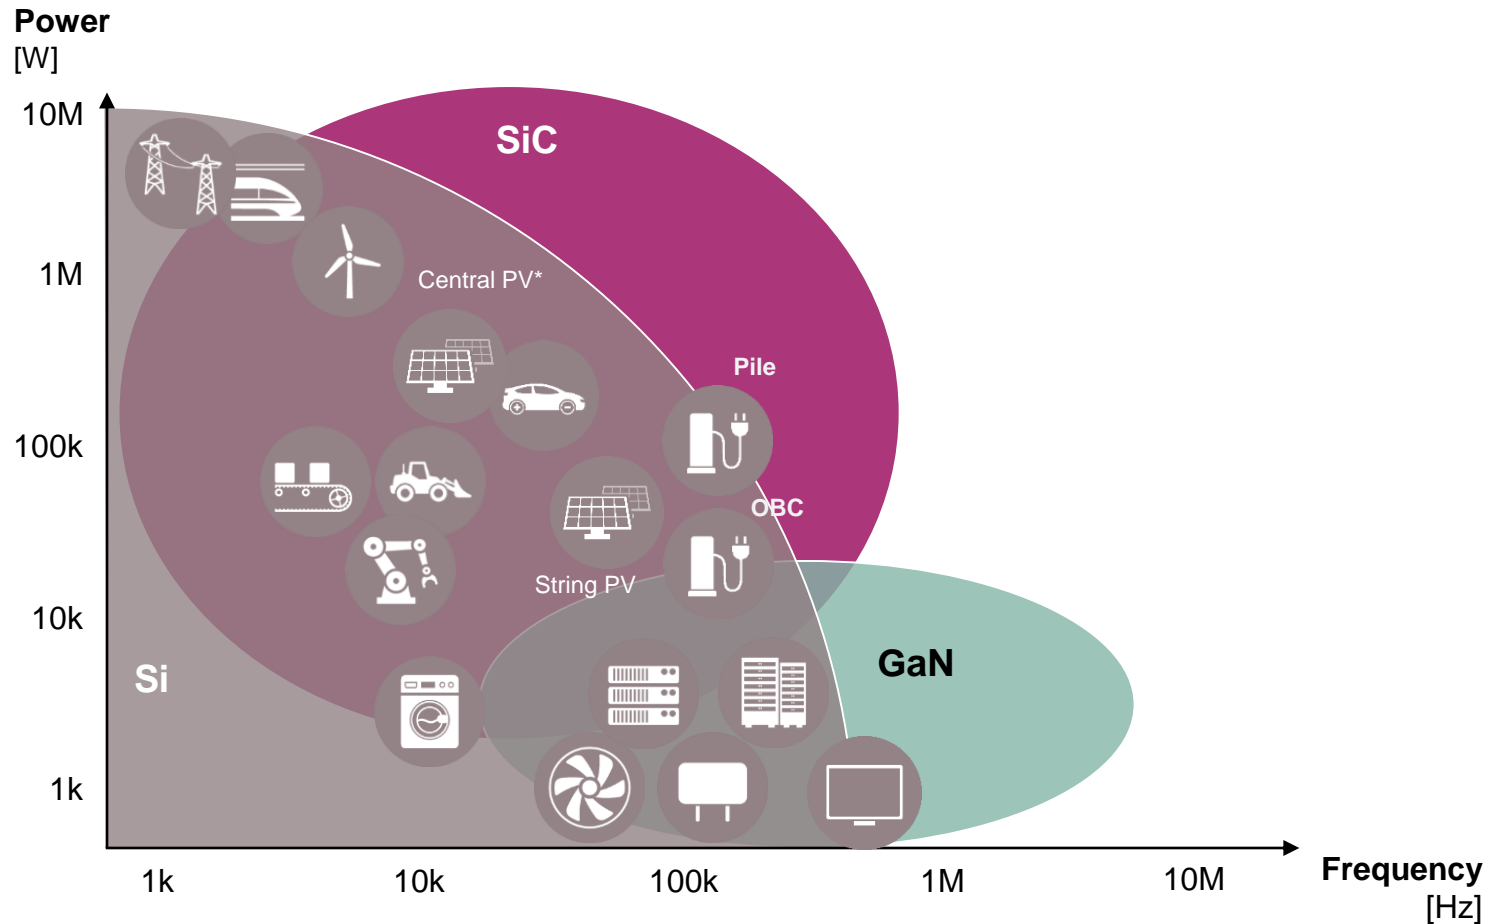 Power
[W]
10M
SiC
1M
Central PV*
Pile
100k
OBC
String PV
10k
Si
GaN
1k
1k
10k
100k
1M
10M
Frequency
[Hz]